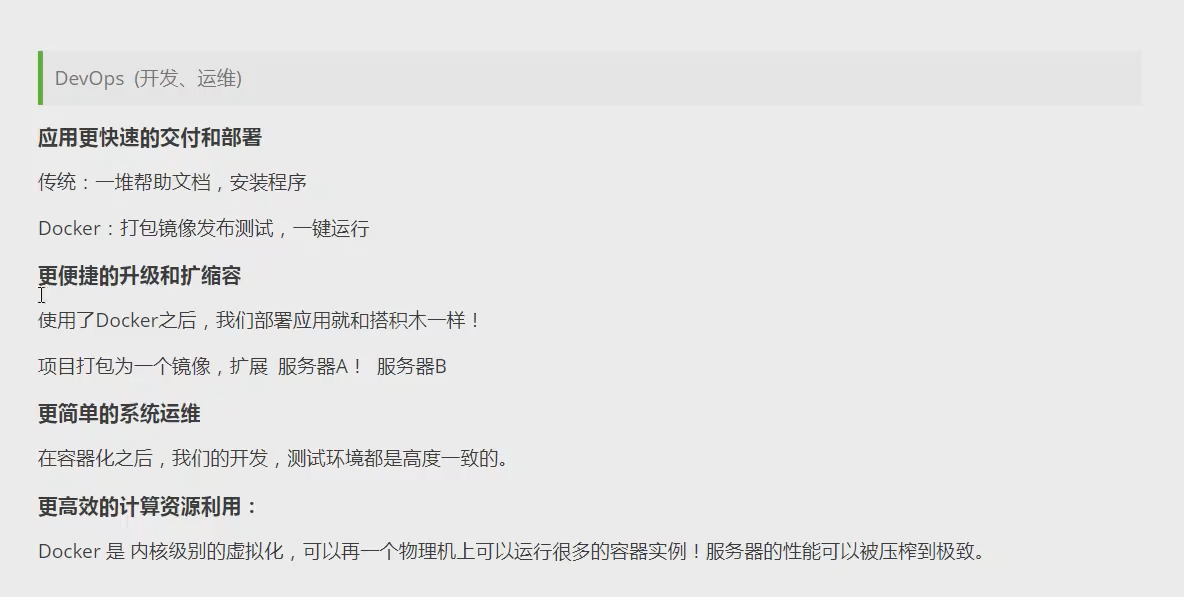 DevOps（开发、运维)
应用更快速的交付和部署
传统：一堆帮助文档，安装程序
Docker：打包镜像发布测试，一键运行
更便捷的升级和扩缩容
使用了Docker之后，我们部署应用就和搭积木一样！
项目打包为一个镜像，扩展 服务器A！ 服务器B
更简单的系统运维
在容器化之后，我们的开发，测试环境都是高度一致的。
更高效的计算资源利用：
Docker 是 内核级别的虚拟化，可以再一个物理机上可以运行很多的容器实例！服务器的性能可以被压榨到极致。